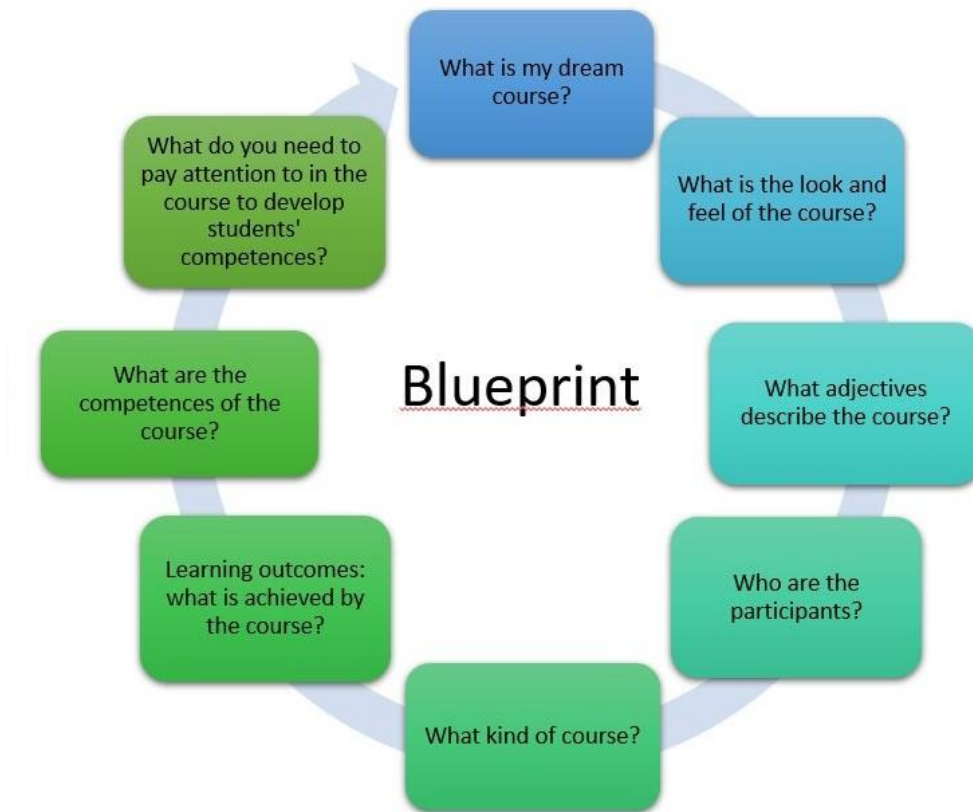 What is my dream
course?
What is the look and
feel of the course?
What adjectives
describe the course?
Who are the
participants?
What kind of course?
Learning outcomes:
what is achieved by
the course?
What are the
competences of the
course?
What do you need to
pay attention to in the
course to develop
students'
competences?
Blueprint